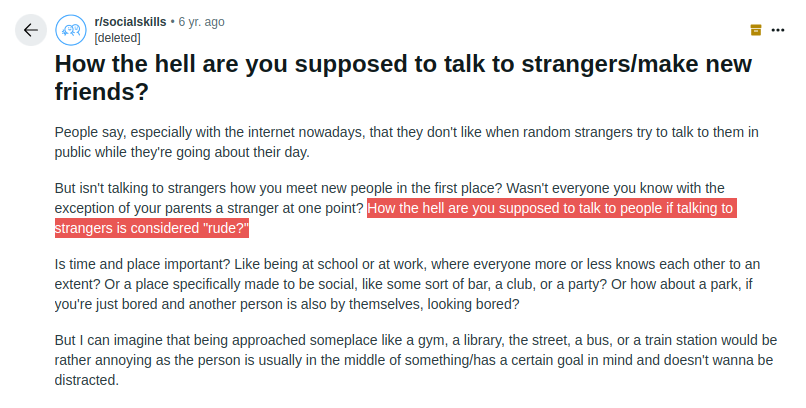 r/socialskills • 6 yr. ago
[deleted]
How the hell are you supposed to talk to strangers/make new
friends?
People say, especially with the internet nowadays, that they don't like when random strangers try to talk to them in
public while they're going about their day.
But isn't talking to strangers how you meet new people in the first place? Wasn't everyone you know with the
exception of your parents a stranger at one point? How the hell are you supposed to talk to people if talking to
strangers is considered "rude?"
Is time and place important? Like being at school or at work, where everyone more or less knows each other to an
extent? Or a place specifically made to be social, like some sort of bar, a club, or a party? Or how about a park, if
you're just bored and another person is also by themselves, looking bored?
But I can imagine that being approached someplace like a gym, a library, the street, a bus, or a train station would be
rather annoying as the person is usually in the middle of something/has a certain goal in mind and doesn't wanna be
distracted.